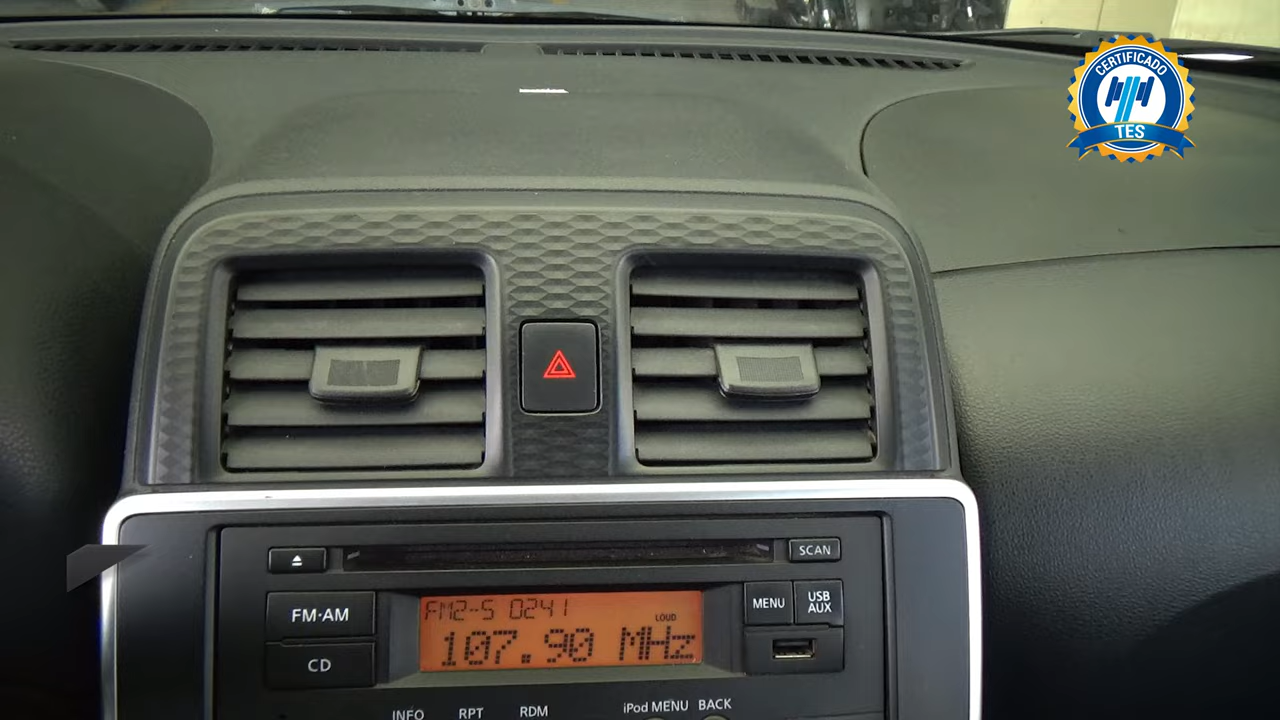 CERTIFICADO
TES
SCAN
FM·AM
FM2-S 0241
LOUD
107.90 MHz
MENU
USB
AUX
CD
INFO
RPT
RDM
iPod MENU
BACK